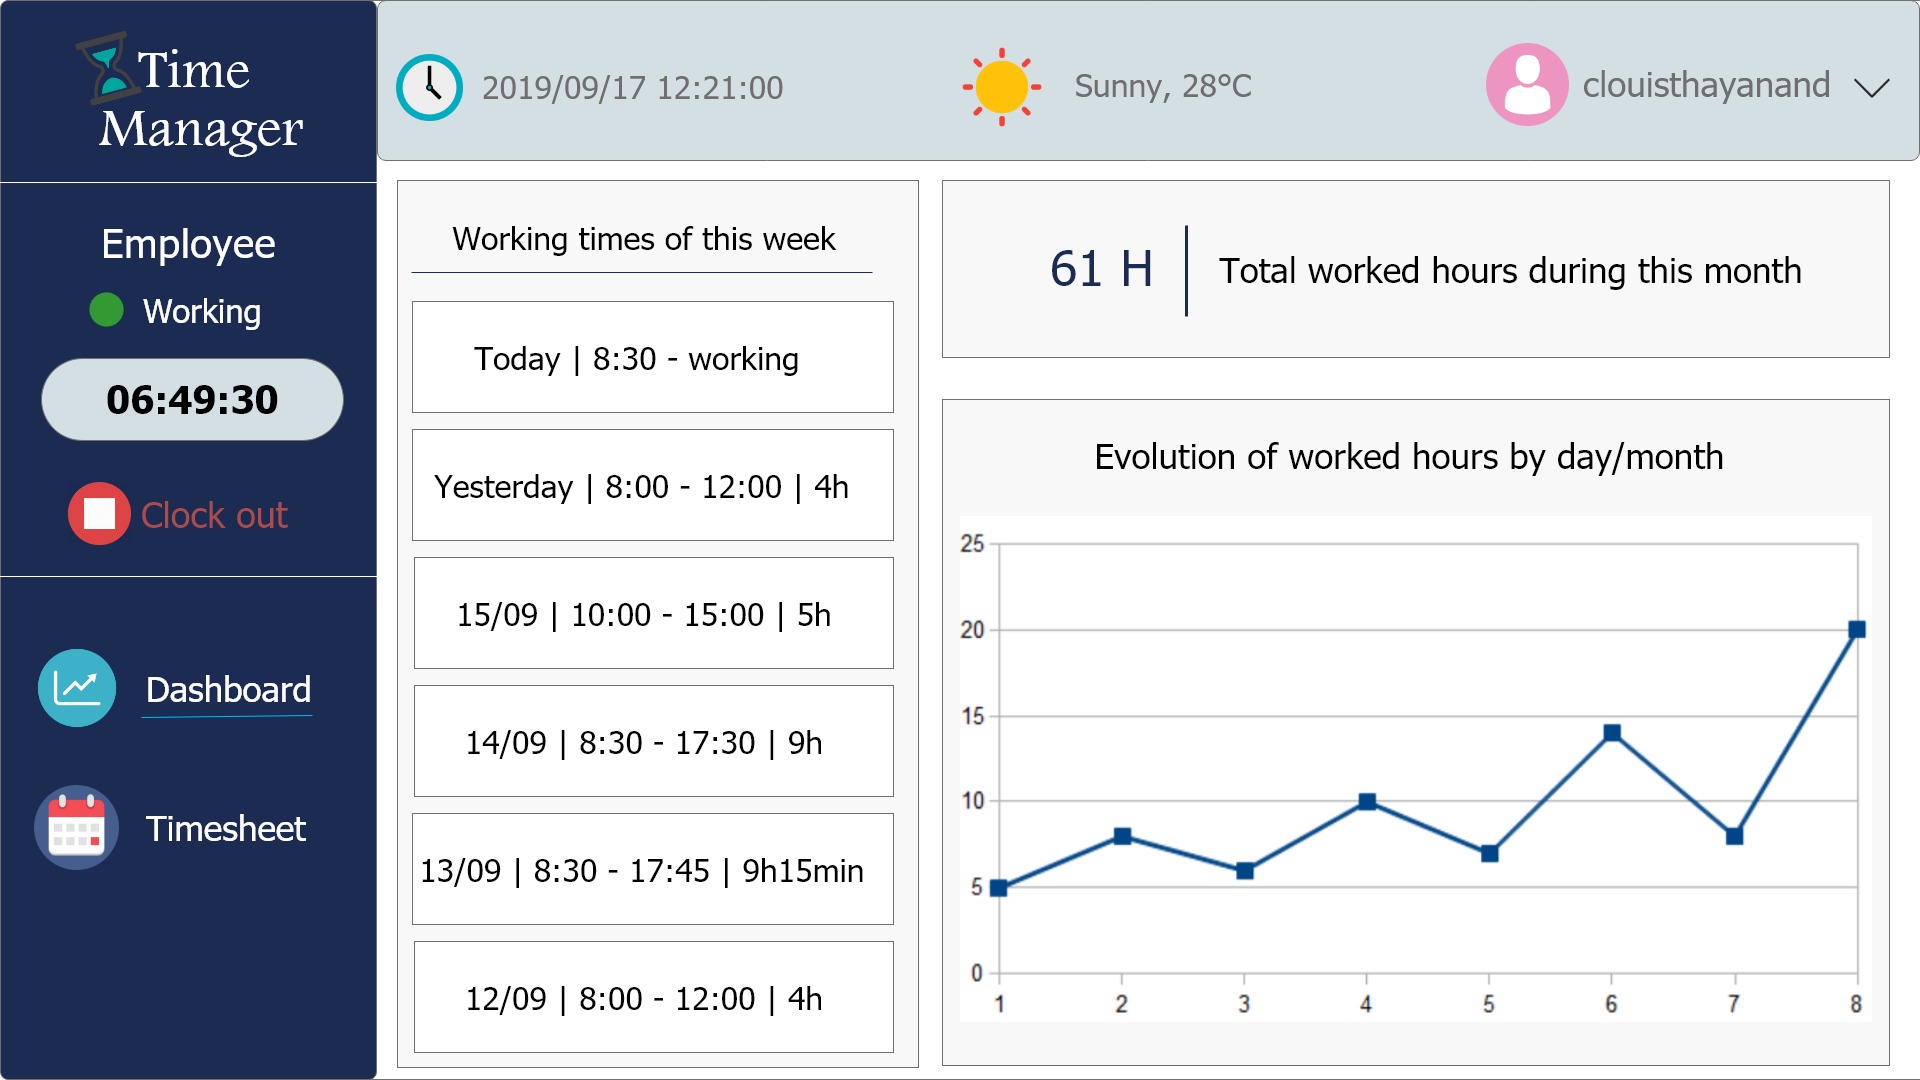 Time
Manager
2019/09/17 12:21:00
Sunny, 28°C
clouisthayanand
Employee
Working
06:49:30
Clock out
Dashboard
Timesheet
Working times of this week
Today | 8:30 - working
Yesterday | 8:00 - 12:00 | 4h
15/09 | 10:00 - 15:00 | 5h
14/09 | 8:30 - 17:30 | 9h
13/09 | 8:30 - 17:45 | 9h15min
12/09 | 8:00 - 12:00 | 4h
61 H
Total worked hours during this month
Evolution of worked hours by day/month
25
20
15
10
5
0
1 2 3 4 5 6 7 8